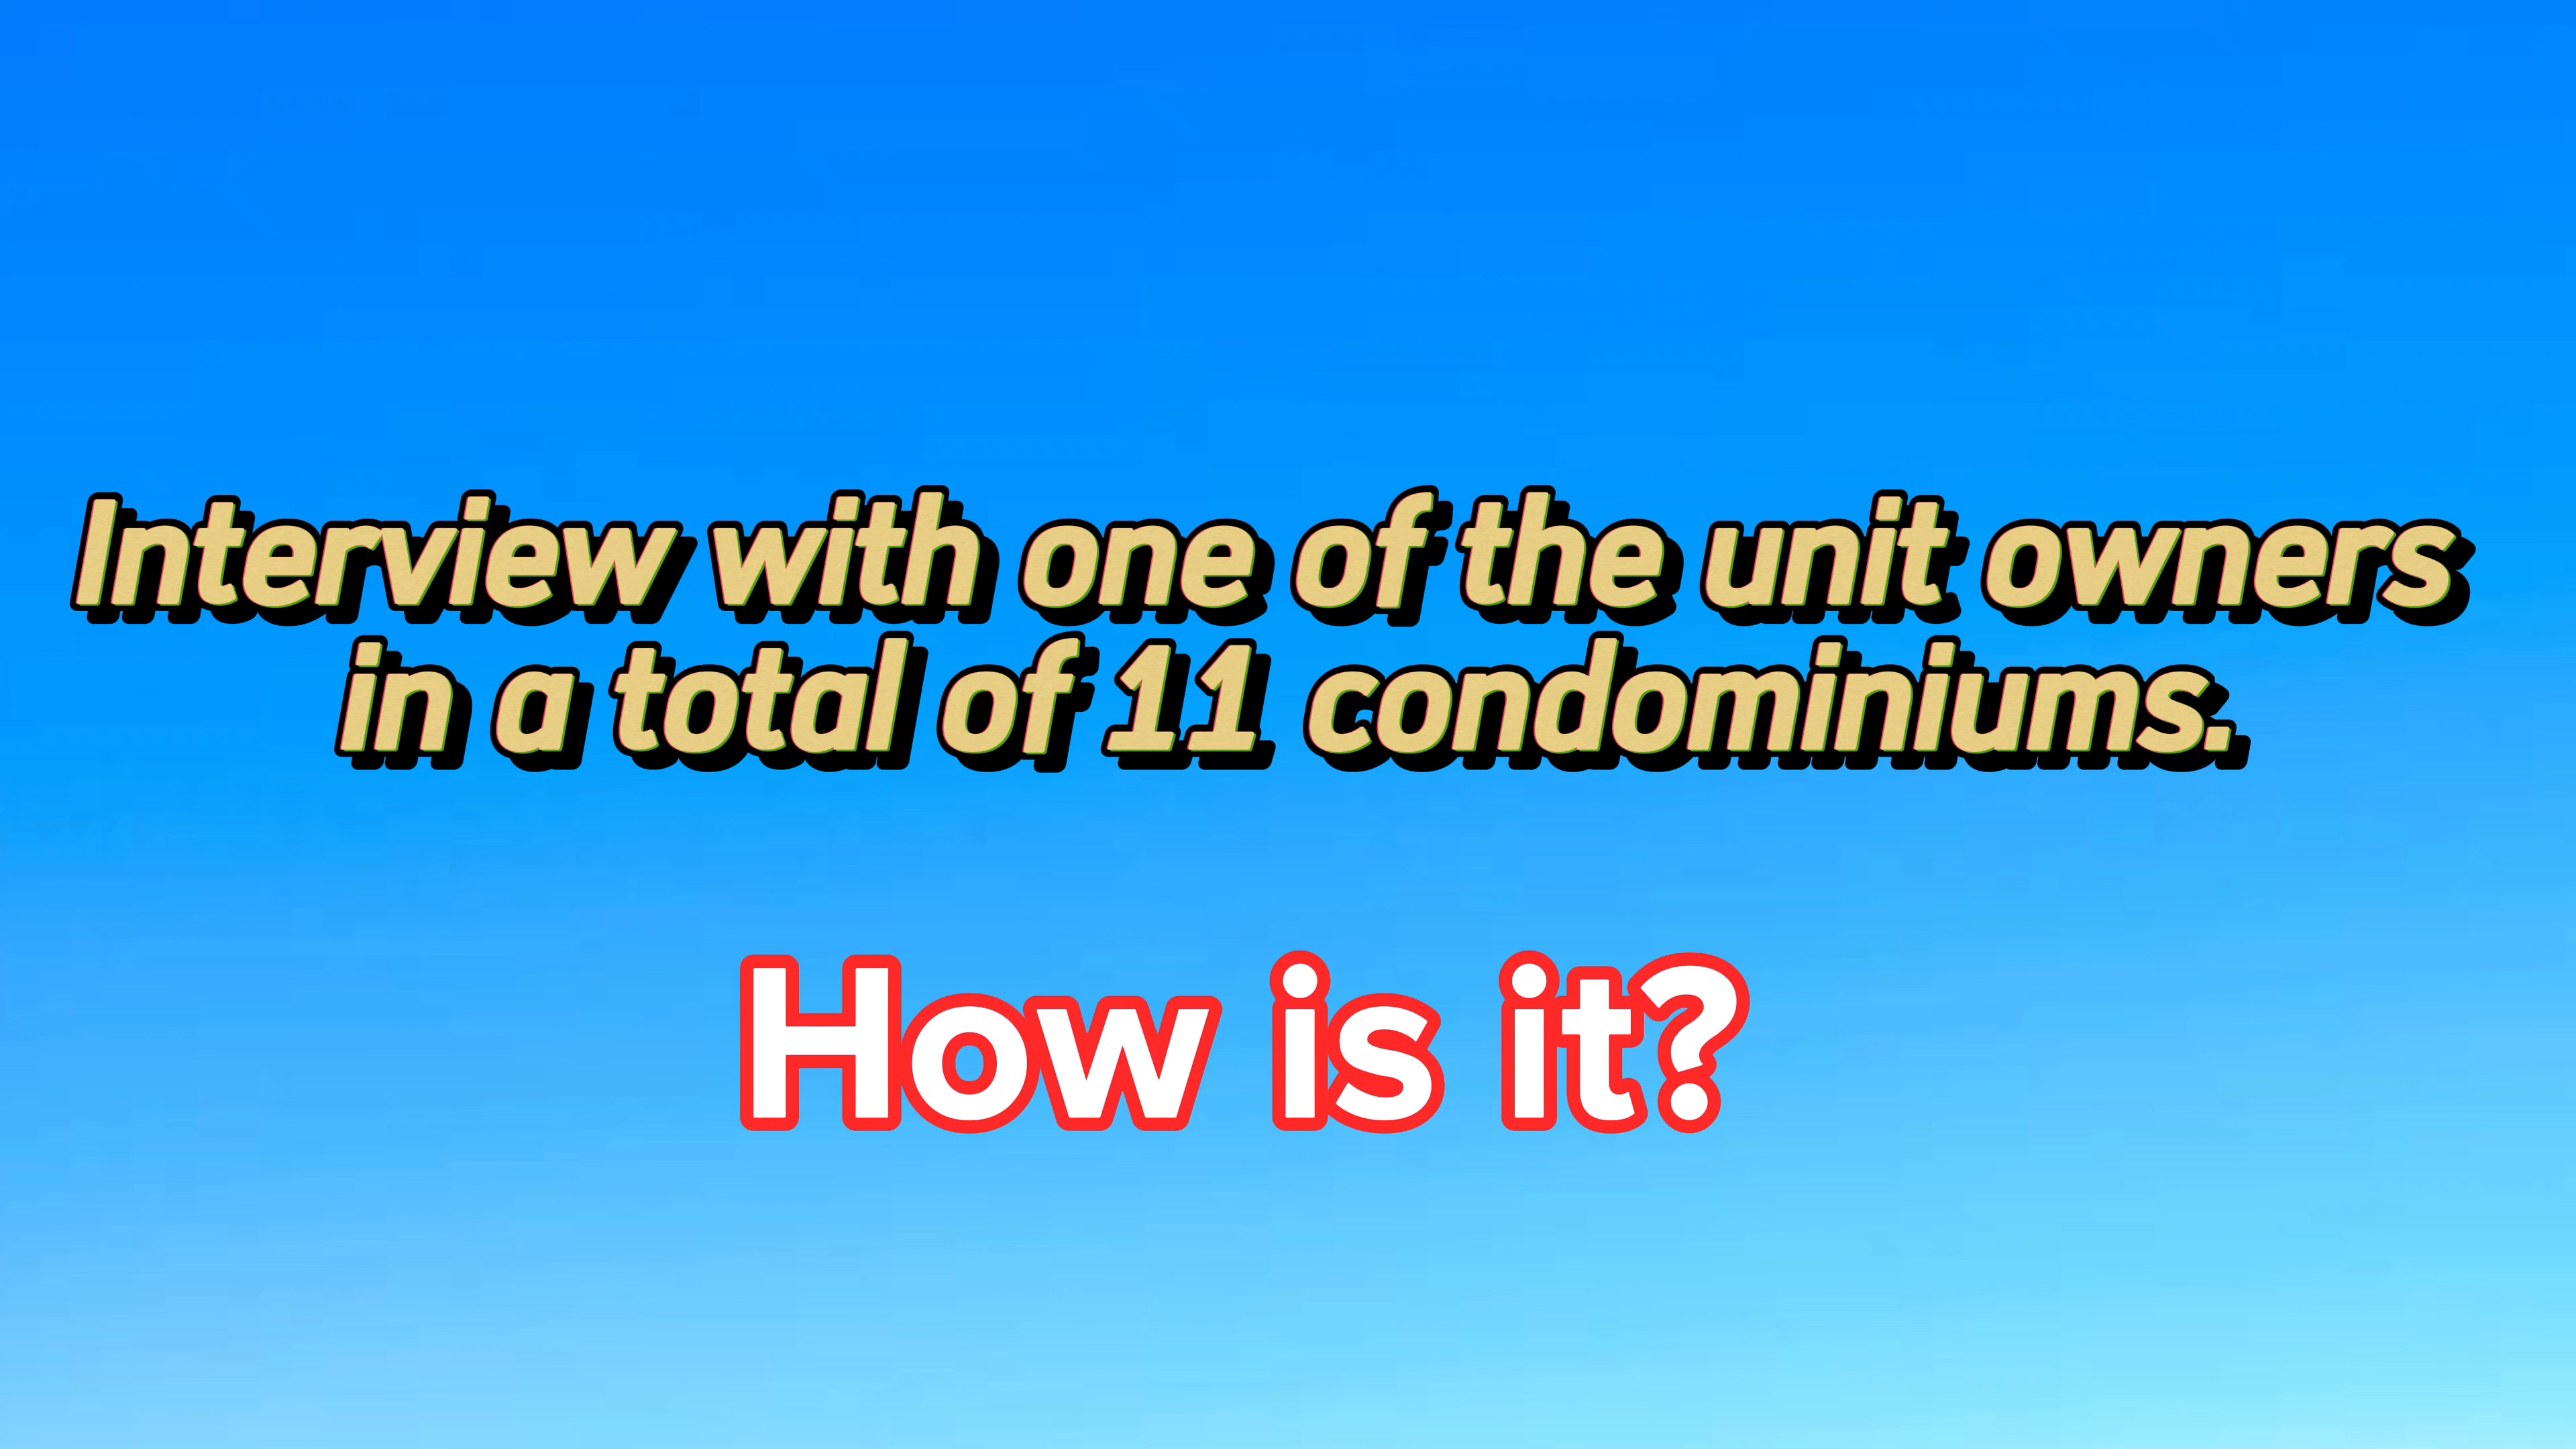 Interview with one of the unit owners
in a total of 11 condominiums.
How is it?